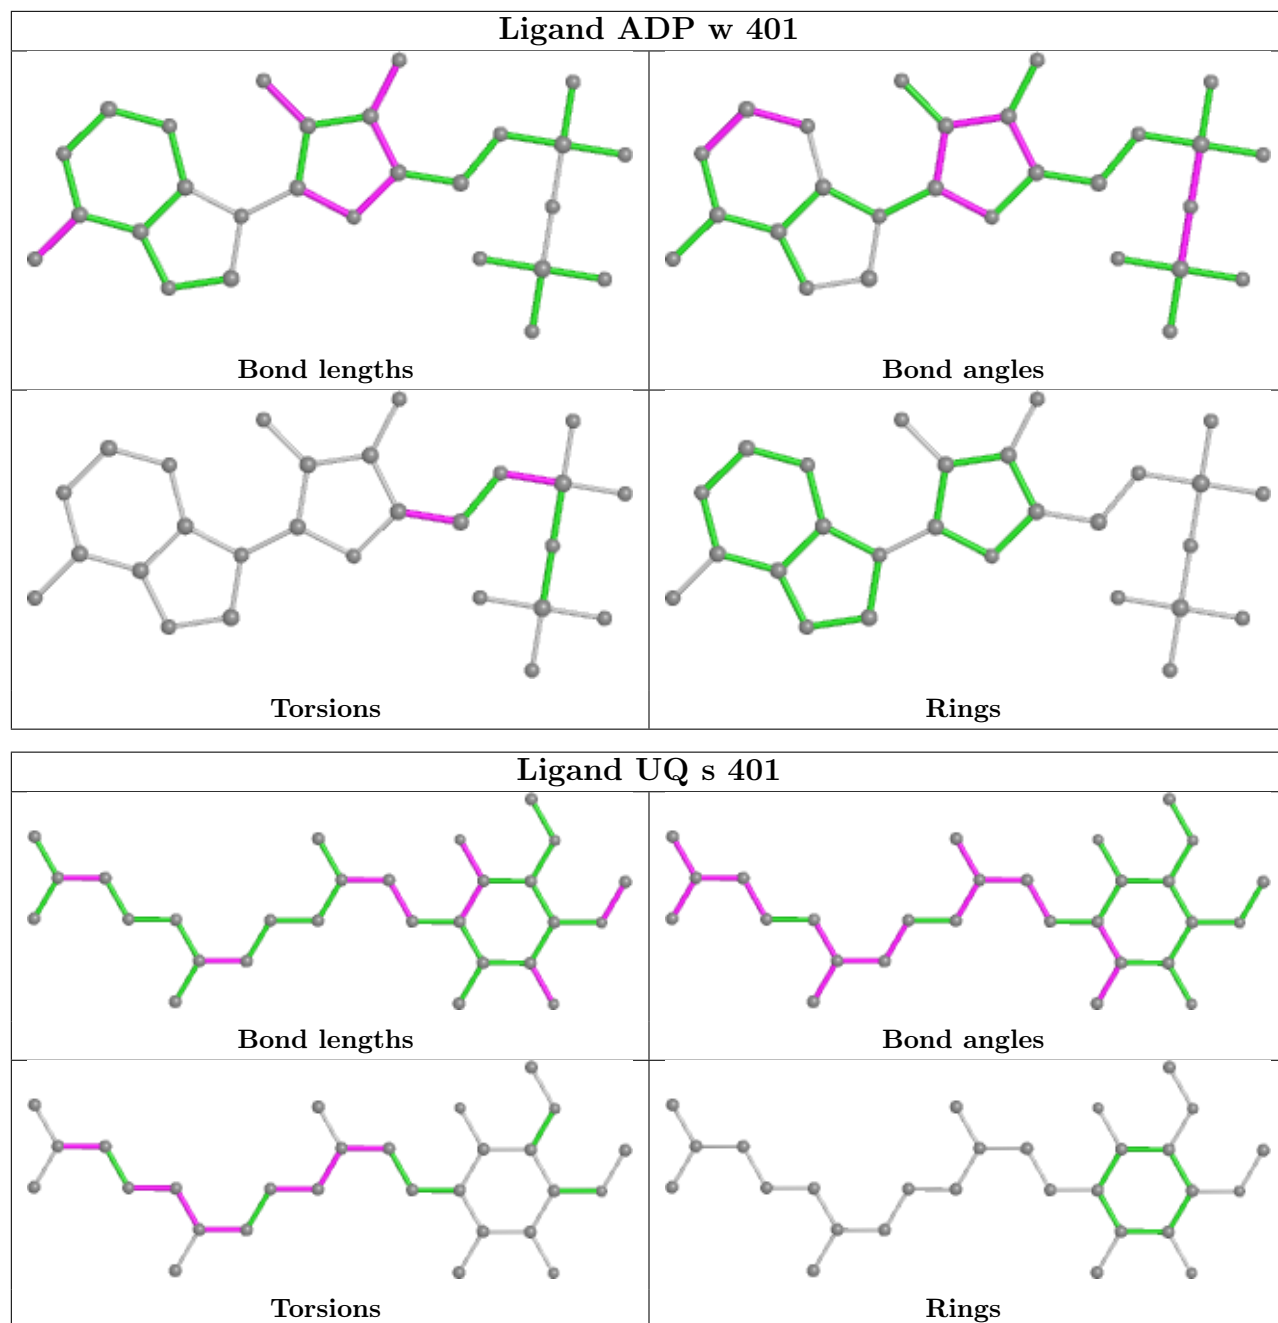 Ligand ADP w 401
Bond lengths
Bond angles
Torsions
Rings
Ligand UQ s 401
Bond lengths
Bond angles
Torsions
Rings